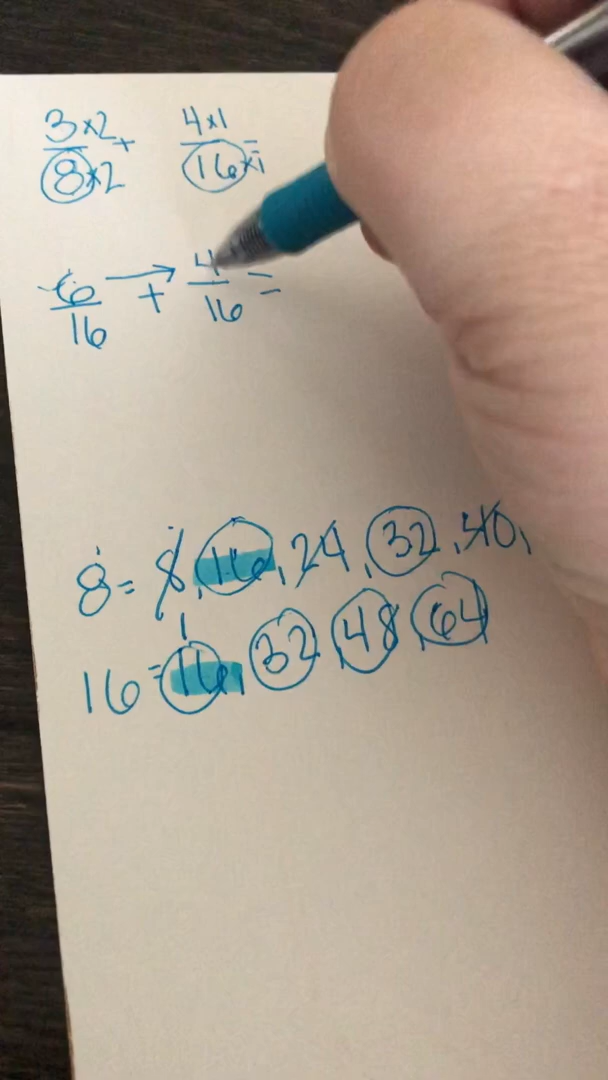 3×2 + 4×1 =
8×2 16×1
6 → + 4 =
16 16
8 = 8, 16, 24, 32, 40,
16 = 16, 32, 48, 64